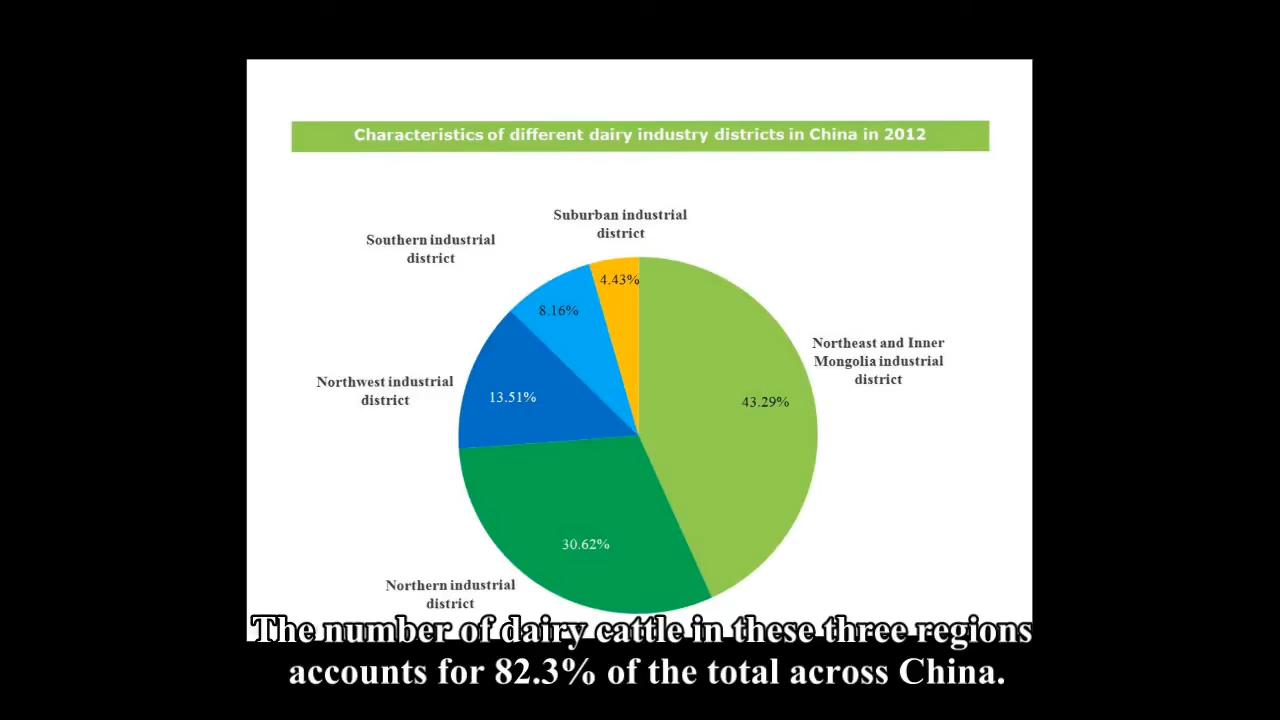 Characteristics of different dairy industry districts in China in 2012
Suburban industrial
district
Southern industrial
district
4.43%
8.16%
Northeast and Inner
Mongolia industrial
district
Northwest industrial
district
13.51%
43.29%
30.62%
Northern industrial
district
The number of dairy cattle in these three regions
accounts for 82.3% of the total across China.